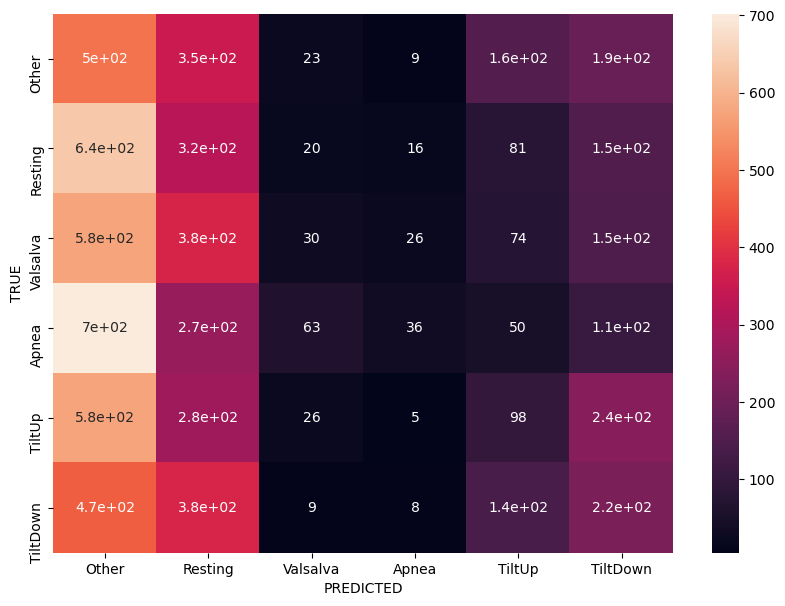 Other 5e+02 3.5e+02 23 9 1.6e+02 1.9e+02
Resting 6.4e+02 3.2e+02 20 16 81 1.5e+02
Valsalva 5.8e+02 3.8e+02 30 26 74 1.5e+02
Apnea 7e+02 2.7e+02 63 36 50 1.1e+02
TiltUp 5.8e+02 2.8e+02 26 5 98 2.4e+02
TiltDown 4.7e+02 3.8e+02 9 8 1.4e+02 2.2e+02
TRUE
Other Resting Valsalva Apnea TiltUp TiltDown
PREDICTED
700
600
500
400
300
200
100